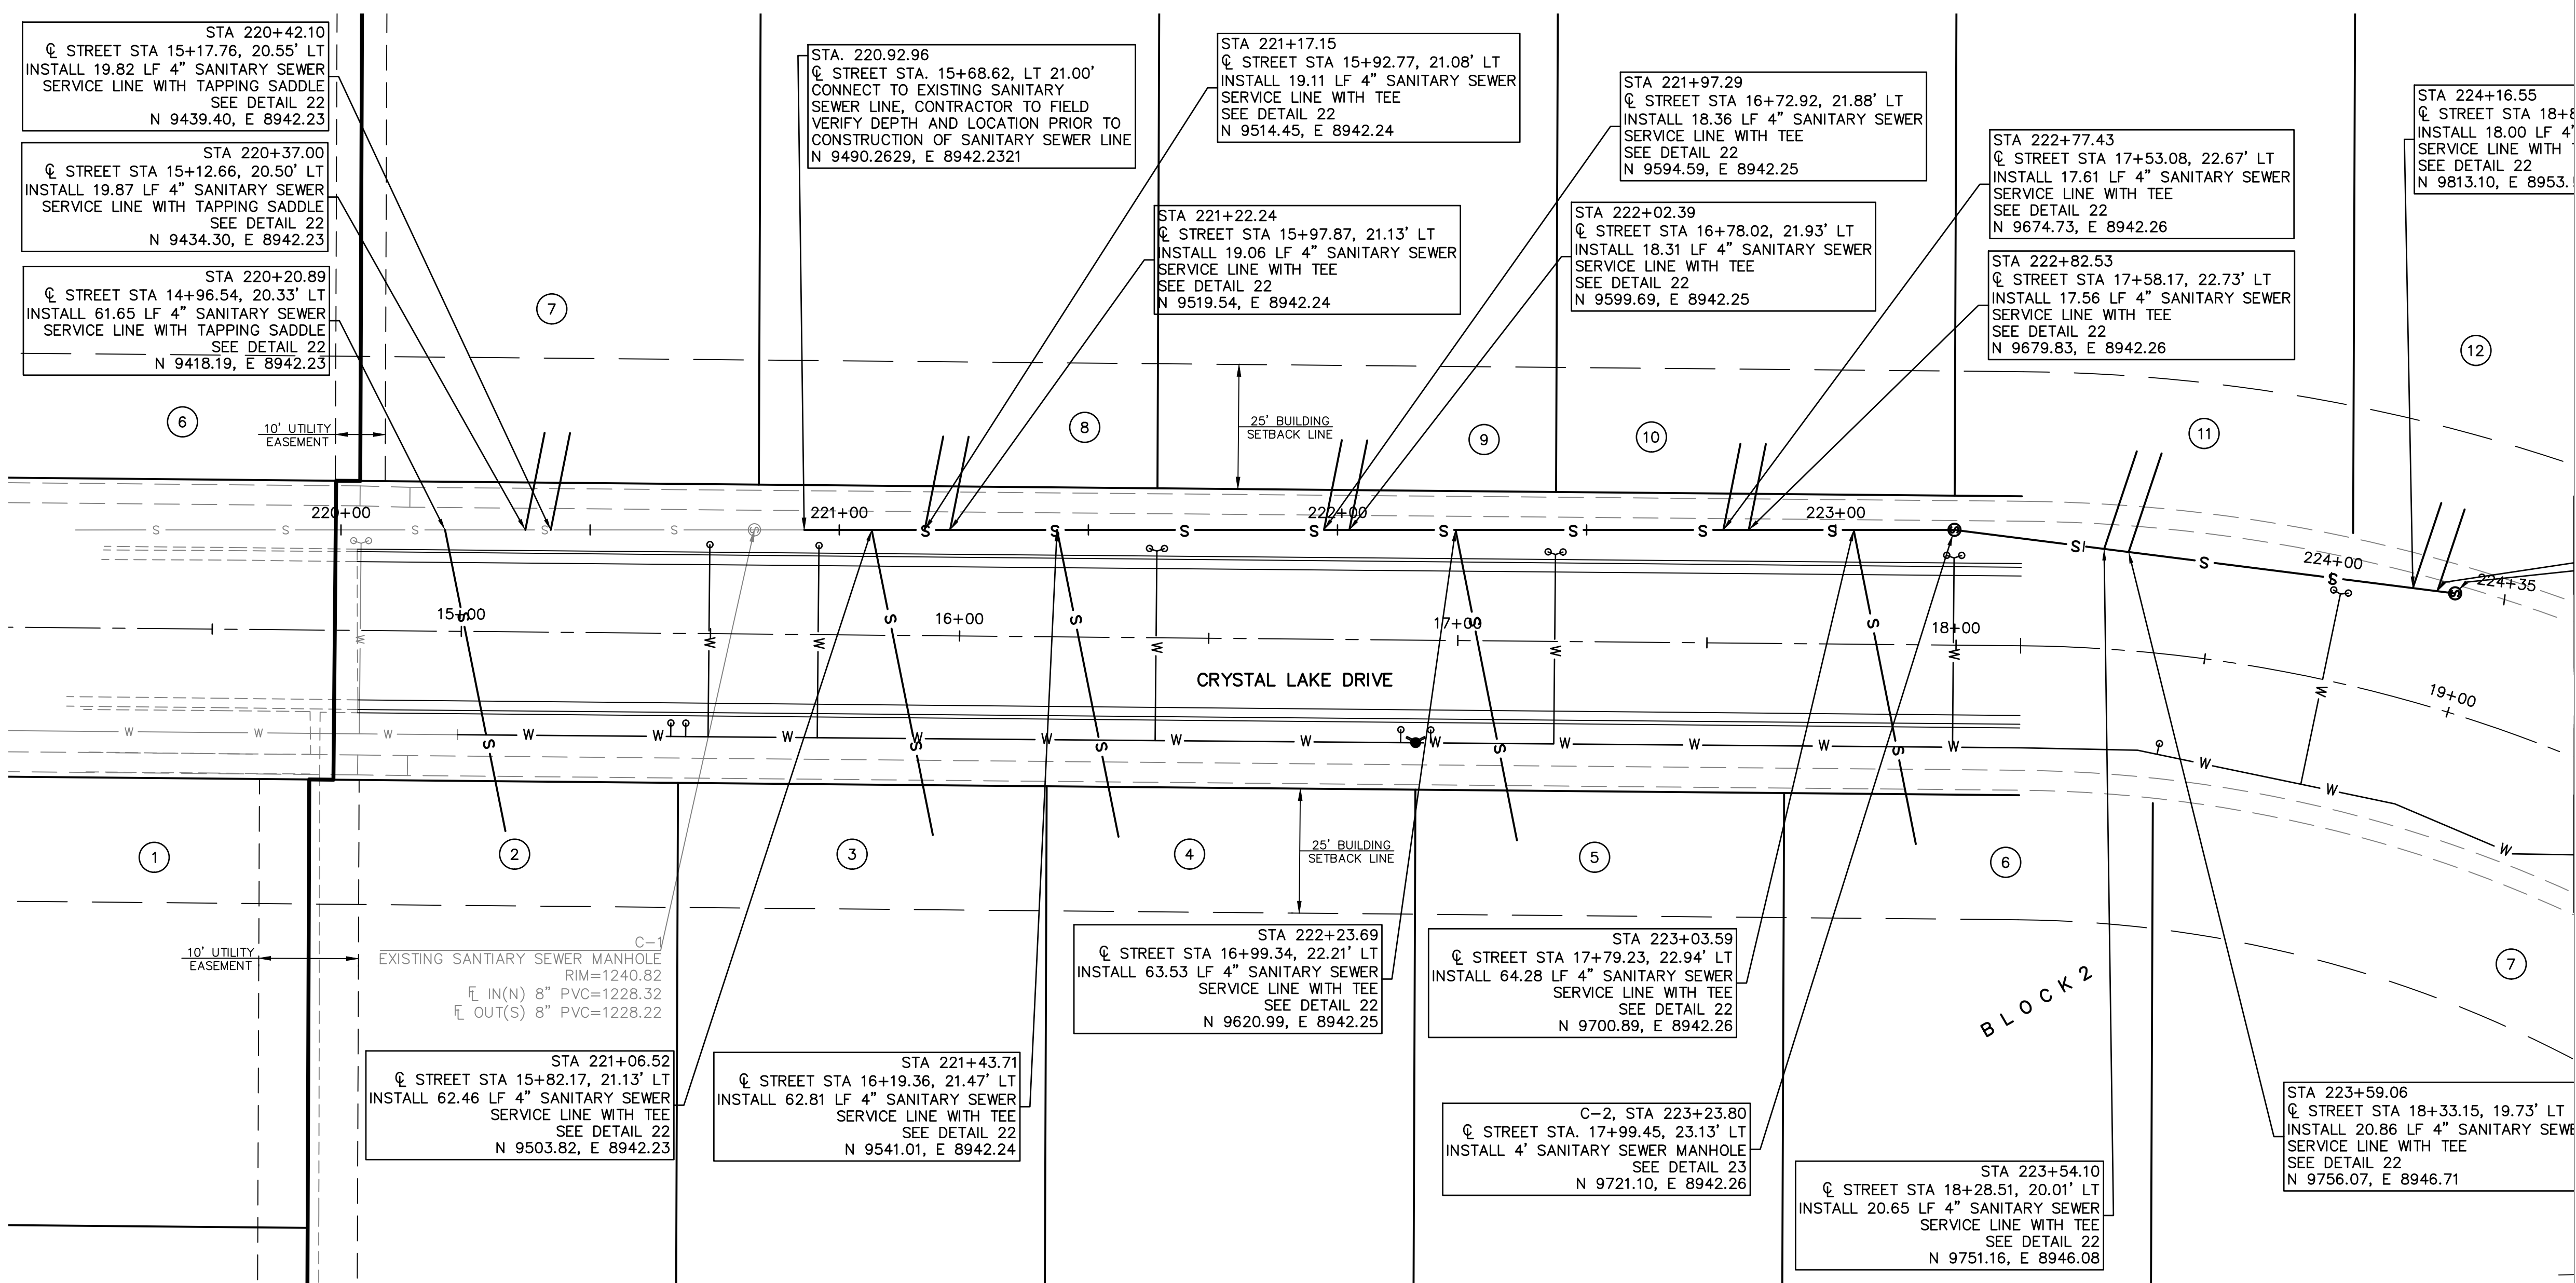 STA 220+42.10
℄ STREET STA 15+17.76, 20.55' LT
INSTALL 19.82 LF 4" SANITARY SEWER
SERVICE LINE WITH TAPPING SADDLE
SEE DETAIL 22
N 9439.40, E 8942.23
STA 220+37.00
℄ STREET STA 15+12.66, 20.50' LT
INSTALL 19.87 LF 4" SANITARY SEWER
SERVICE LINE WITH TAPPING SADDLE
SEE DETAIL 22
N 9434.30, E 8942.23
STA 220+20.89
℄ STREET STA 14+96.54, 20.33' LT
INSTALL 61.65 LF 4" SANITARY SEWER
SERVICE LINE WITH TAPPING SADDLE
SEE DETAIL 22
N 9418.19, E 8942.23
STA. 220.92.96
℄ STREET STA. 15+68.62, LT 21.00'
CONNECT TO EXISTING SANITARY
SEWER LINE, CONTRACTOR TO FIELD
VERIFY DEPTH AND LOCATION PRIOR TO
CONSTRUCTION OF SANITARY SEWER LINE
N 9490.2629, E 8942.2321
STA 221+17.15
℄ STREET STA 15+92.77, 21.08' LT
INSTALL 19.11 LF 4" SANITARY SEWER
SERVICE LINE WITH TEE
SEE DETAIL 22
N 9514.45, E 8942.24
STA 221+22.24
℄ STREET STA 15+97.87, 21.13' LT
INSTALL 19.06 LF 4" SANITARY SEWER
SERVICE LINE WITH TEE
SEE DETAIL 22
N 9519.54, E 8942.24
STA 221+97.29
℄ STREET STA 16+72.92, 21.88' LT
INSTALL 18.36 LF 4" SANITARY SEWER
SERVICE LINE WITH TEE
SEE DETAIL 22
N 9594.59, E 8942.25
STA 222+02.39
℄ STREET STA 16+78.02, 21.93' LT
INSTALL 18.31 LF 4" SANITARY SEWER
SERVICE LINE WITH TEE
SEE DETAIL 22
N 9599.69, E 8942.25
STA 222+77.43
℄ STREET STA 17+53.08, 22.67' LT
INSTALL 17.61 LF 4" SANITARY SEWER
SERVICE LINE WITH TEE
SEE DETAIL 22
N 9674.73, E 8942.26
STA 222+82.53
℄ STREET STA 17+58.17, 22.73' LT
INSTALL 17.56 LF 4" SANITARY SEWER
SERVICE LINE WITH TEE
SEE DETAIL 22
N 9679.83, E 8942.26
STA 224+16.55
℄ STREET STA 18+8
INSTALL 18.00 LF 4"
SERVICE LINE WITH
SEE DETAIL 22
N 9813.10, E 8953.
6
7
8
9
10
11
12
10' UTILITY
EASEMENT
25' BUILDING
SETBACK LINE
220+00
221+00
222+00
223+00
224+00
224+35
S S S S S S S S S S S S S S S S
15+00
16+00
17+00
18+00
19+00
S S S S S
W W W W W W W
CRYSTAL LAKE DRIVE
W W W W W W W W W W W W W W W W W W
S S S S S
1
2
3
4
5
6
7
25' BUILDING
SETBACK LINE
10' UTILITY
EASEMENT
C-1
EXISTING SANTIARY SEWER MANHOLE
RIM=1240.82
FL IN(N) 8" PVC=1228.32
FL OUT(S) 8" PVC=1228.22
BLOCK 2
STA 221+06.52
℄ STREET STA 15+82.17, 21.13' LT
INSTALL 62.46 LF 4" SANITARY SEWER
SERVICE LINE WITH TEE
SEE DETAIL 22
N 9503.82, E 8942.23
STA 221+43.71
℄ STREET STA 16+19.36, 21.47' LT
INSTALL 62.81 LF 4" SANITARY SEWER
SERVICE LINE WITH TEE
SEE DETAIL 22
N 9541.01, E 8942.24
STA 222+23.69
℄ STREET STA 16+99.34, 22.21' LT
INSTALL 63.53 LF 4" SANITARY SEWER
SERVICE LINE WITH TEE
SEE DETAIL 22
N 9620.99, E 8942.25
STA 223+03.59
℄ STREET STA 17+79.23, 22.94' LT
INSTALL 64.28 LF 4" SANITARY SEWER
SERVICE LINE WITH TEE
SEE DETAIL 22
N 9700.89, E 8942.26
C-2, STA 223+23.80
℄ STREET STA. 17+99.45, 23.13' LT
INSTALL 4' SANITARY SEWER MANHOLE
SEE DETAIL 23
N 9721.10, E 8942.26
STA 223+54.10
℄ STREET STA 18+28.51, 20.01' LT
INSTALL 20.65 LF 4" SANITARY SEWER
SERVICE LINE WITH TEE
SEE DETAIL 22
N 9751.16, E 8946.08
STA 223+59.06
℄ STREET STA 18+33.15, 19.73' LT
INSTALL 20.86 LF 4" SANITARY SEWE
SERVICE LINE WITH TEE
SEE DETAIL 22
N 9756.07, E 8946.71